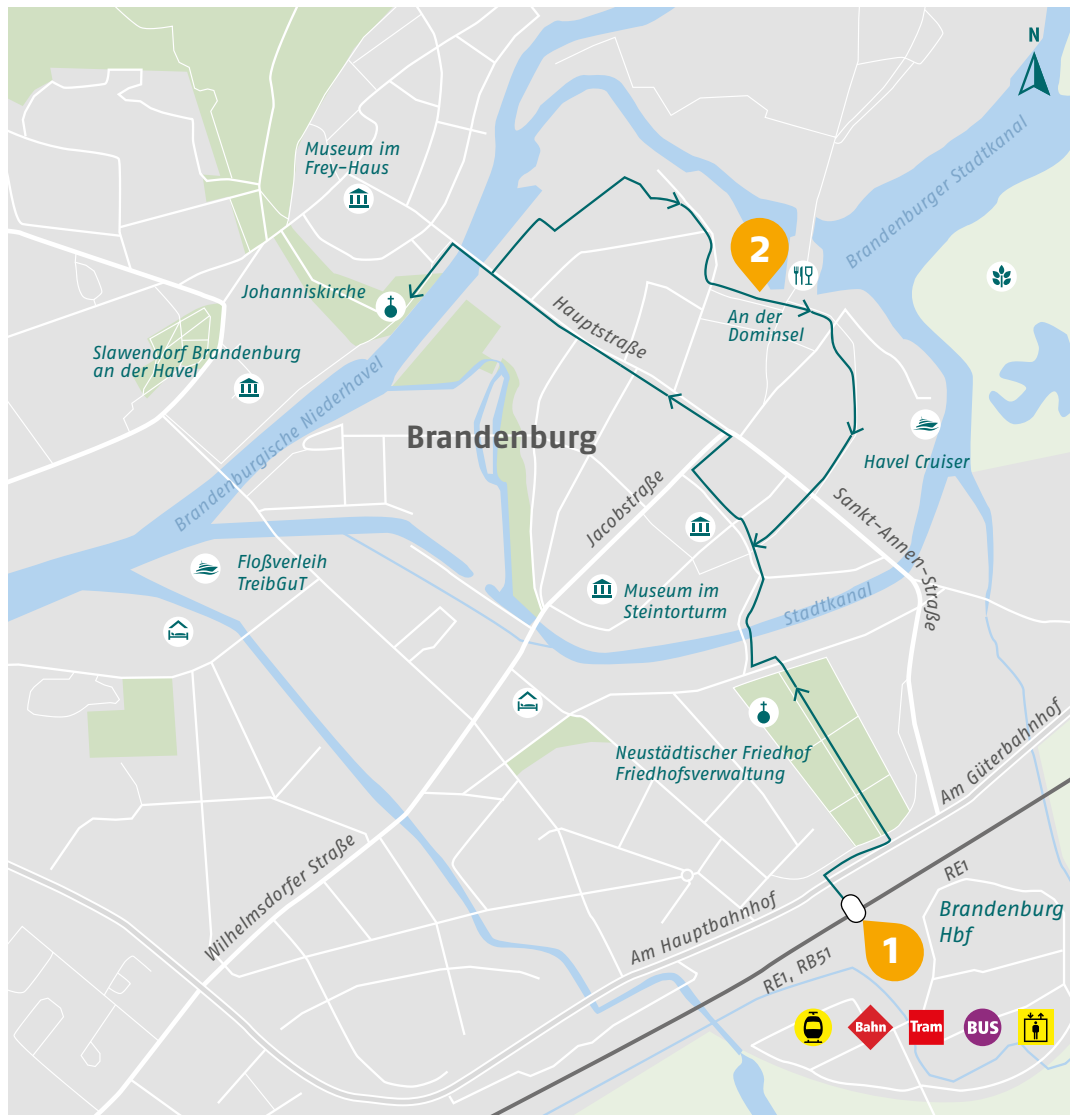 N
Brandenburger Stadtkanal
Museum im
Frey-Haus
2
Johanniskirche
Hauptstraße
An der
Dominsel
Slawendorf Brandenburg
an der Havel
Brandenburgische Niederhavel
Brandenburg
Havel Cruiser
Jacobstraße
Sankt-Annen-Straße
Floßverleih
TreibGuT
Museum im
Steintorturm
Stadtkanal
Neustädtischer Friedhof
Friedhofsverwaltung
Am Güterbahnhof
Wilhelmsdorfer Straße
RE1
Am Hauptbahnhof
Brandenburg
Hbf
1
RE1, RB51
Bahn
Tram
BUS